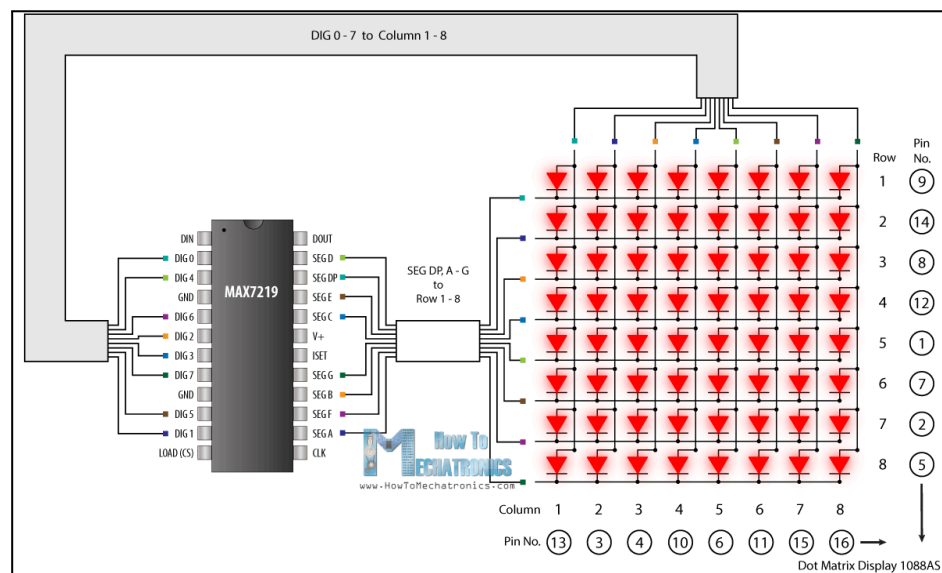 DIG 0 - 7 to Column 1 - 8
Row
Pin
No.
1 9
2 14
3 8
4 12
5 1
6 7
7 2
8 5
DIN
DIG 0
DIG 4
GND
DIG 6
DIG 2
DIG 3
DIG 7
GND
DIG 5
DIG 1
LOAD (CS)
MAX7219
DOUT
SEG D
SEG DP
SEG E
SEG C
V+
ISET
SEG G
SEG B
SEG F
SEG A
CLK
SEG DP, A - G
to
Row 1 - 8
How To
Mechatronics
www.HowToMechatronics.com
Column 1 2 3 4 5 6 7 8
Pin No. 13 3 4 10 6 11 15 16
Dot Matrix Display 1088AS